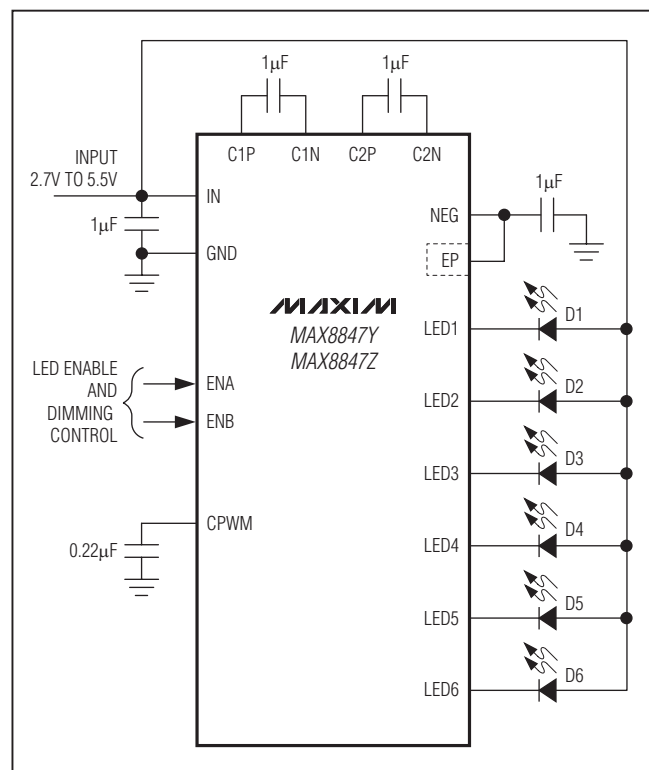 1µF
1µF
C1P
C1N
C2P
C2N
INPUT
2.7V TO 5.5V
IN
1µF
GND
NEG
1µF
EP
MAXIM
MAX8847Y
MAX8847Z
LED1
D1
LED ENABLE
AND
DIMMING
CONTROL
ENA
ENB
LED2
D2
LED3
D3
CPWM
0.22µF
LED4
D4
LED5
D5
LED6
D6